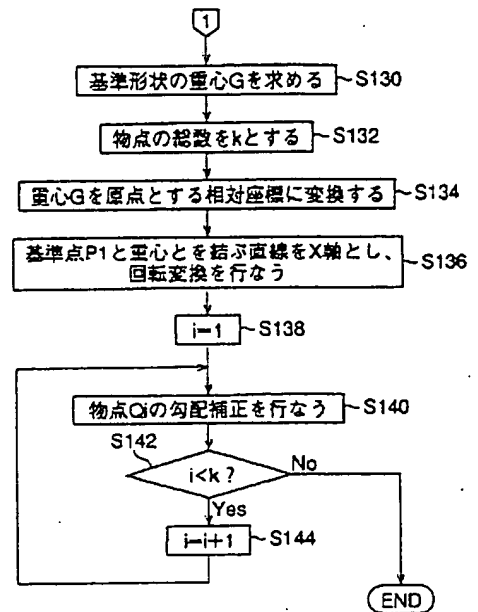 1
基準形状の重心Gを求める
S130
物点の総数をkとする
S132
重心Gを原点とする相対座標に変換する
S134
基準点P1と重心とを結ぶ直線をX軸とし、
回転変換を行なう
S136
i←1
S138
物点Qiの勾配補正を行なう
S140
S142
i<k?
No
Yes
i←i+1
S144
END